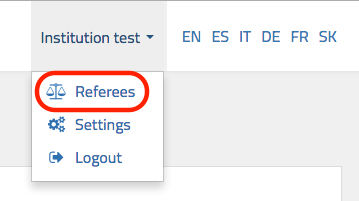 Institution test EN ES IT DE FR SK
Referees
Settings
Logout